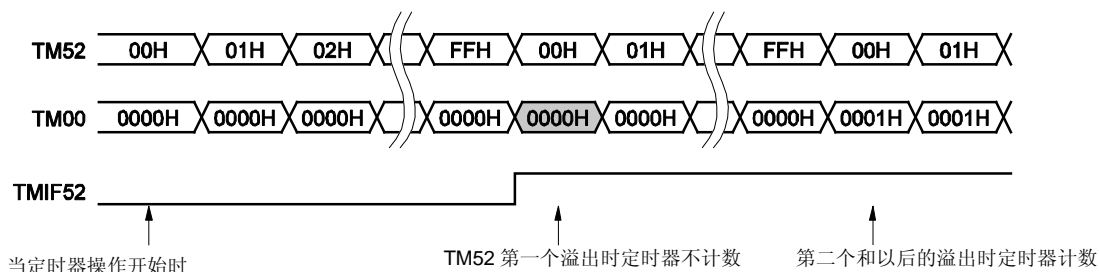 TM52 00H 01H 02H FFH 00H 01H FFH 00H 01H
TM00 0000H 0000H 0000H 0000H 0000H 0000H 0000H 0001H 0001H
TMIF52
当定时器操作开始时
TM52 第一个溢出时定时器不计数
第二个和以后的溢出时定时器计数